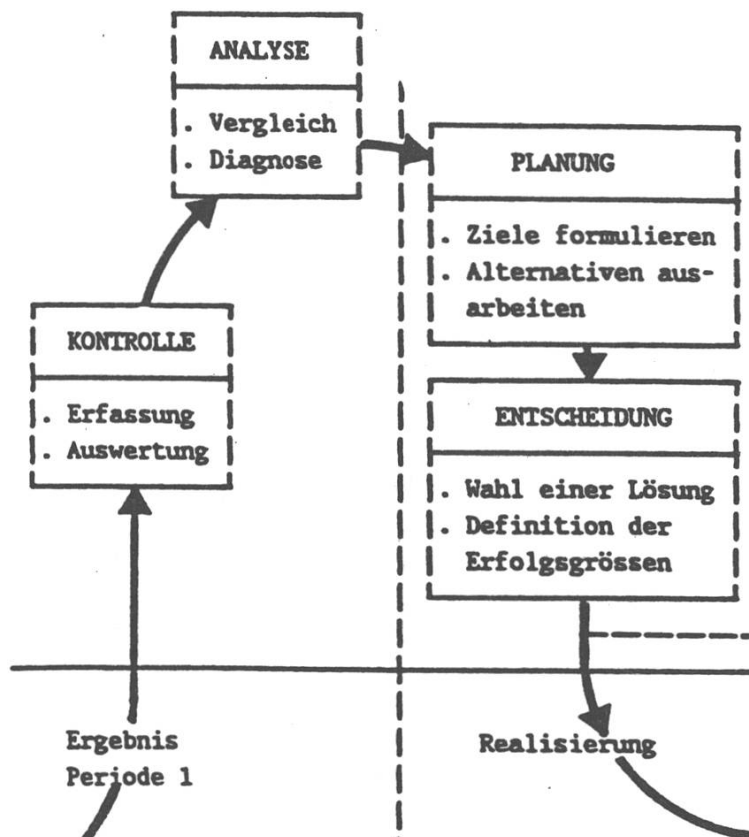 ANALYSE
. Vergleich
. Diagnose
PLANUNG
. Ziele formulieren
. Alternativen aus-
arbeiten
KONTROLLE
. Erfassung
. Auswertung
ENTSCHEIDUNG
. Wahl einer Lösung
. Definition der
Erfolgsgrössen
Ergebnis
Periode 1
Realisierung